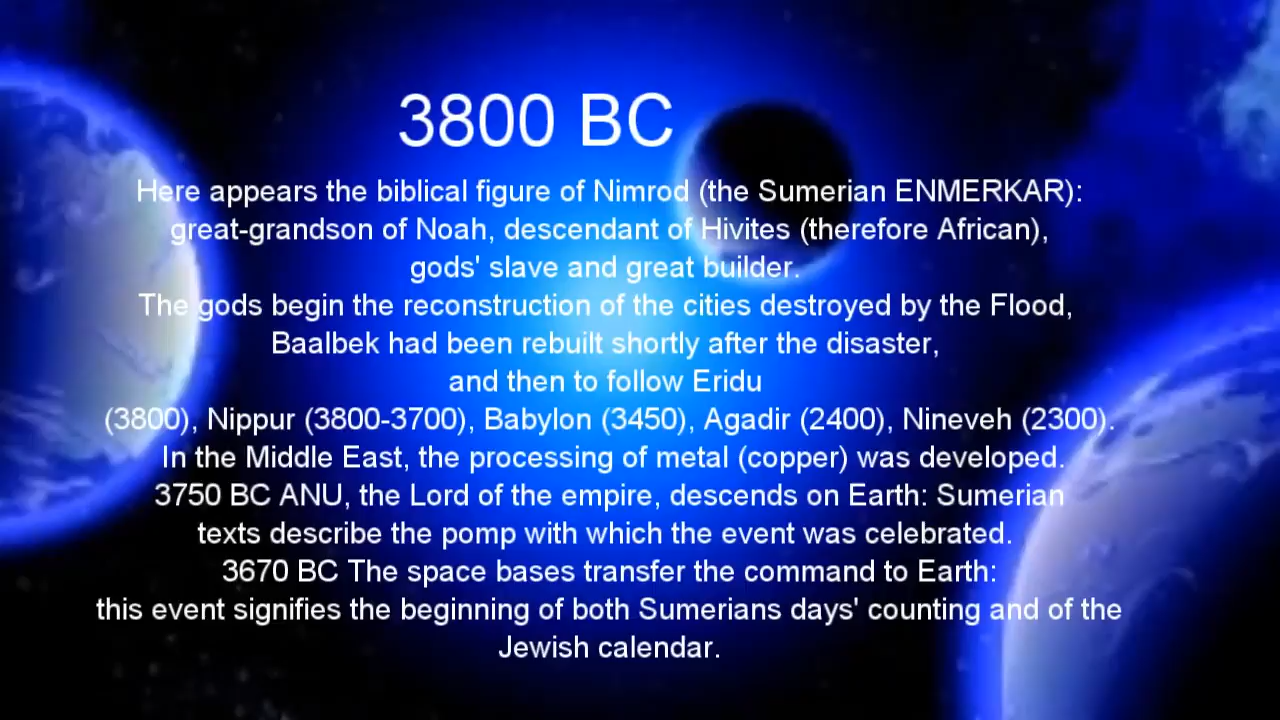 3800 BC
Here appears the biblical figure of Nimrod (the Sumerian ENMERKAR):
great-grandson of Noah, descendant of Hivites (therefore African),
gods' slave and great builder.
The gods begin the reconstruction of the cities destroyed by the Flood,
Baalbek had been rebuilt shortly after the disaster,
and then to follow Eridu
(3800), Nippur (3800-3700), Babylon (3450), Agadir (2400), Nineveh (2300).
In the Middle East, the processing of metal (copper) was developed.
3750 BC ANU, the Lord of the empire, descends on Earth: Sumerian
texts describe the pomp with which the event was celebrated.
3670 BC The space bases transfer the command to Earth:
this event signifies the beginning of both Sumerians days' counting and of the
Jewish calendar.